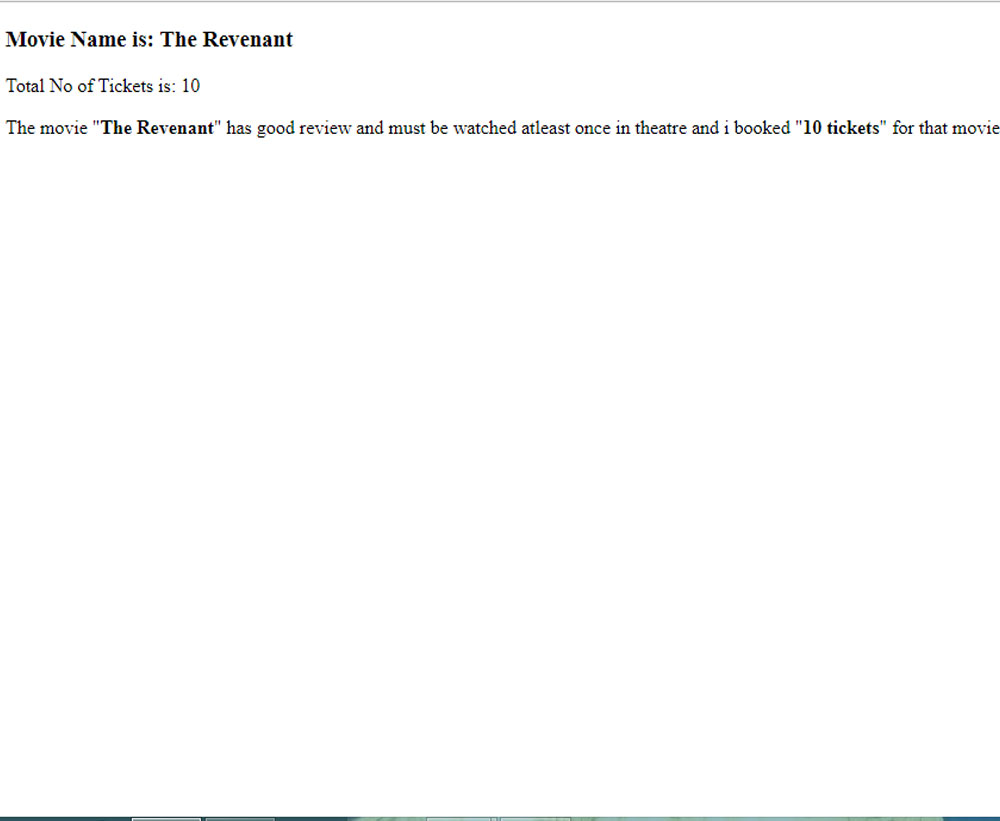 Movie Name is: The Revenant
Total No of Tickets is: 10
The movie "The Revenant" has good review and must be watched atleast once in theatre and i booked "10 tickets" for that movie